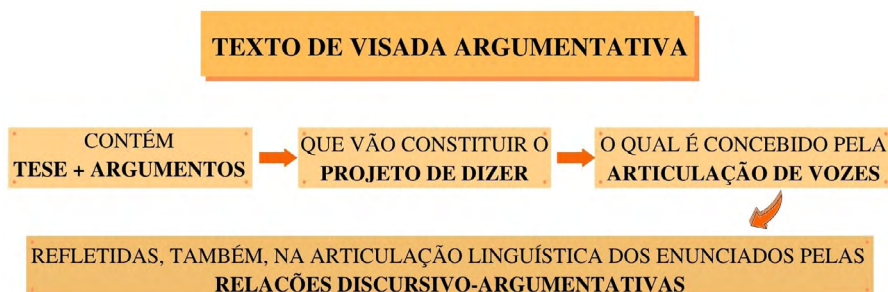 TEXTO DE VISADA ARGUMENTATIVA
CONTÉM
TESE + ARGUMENTOS
QUE VÃO CONSTITUIR O
PROJETO DE DIZER
O QUAL É CONCEBIDO PELA
ARTICULAÇÃO DE VOZES
REFLETIDAS, TAMBÉM, NA ARTICULAÇÃO LINGUÍSTICA DOS ENUNCIADOS PELAS
RELAÇÕES DISCURSIVO-ARGUMENTATIVAS